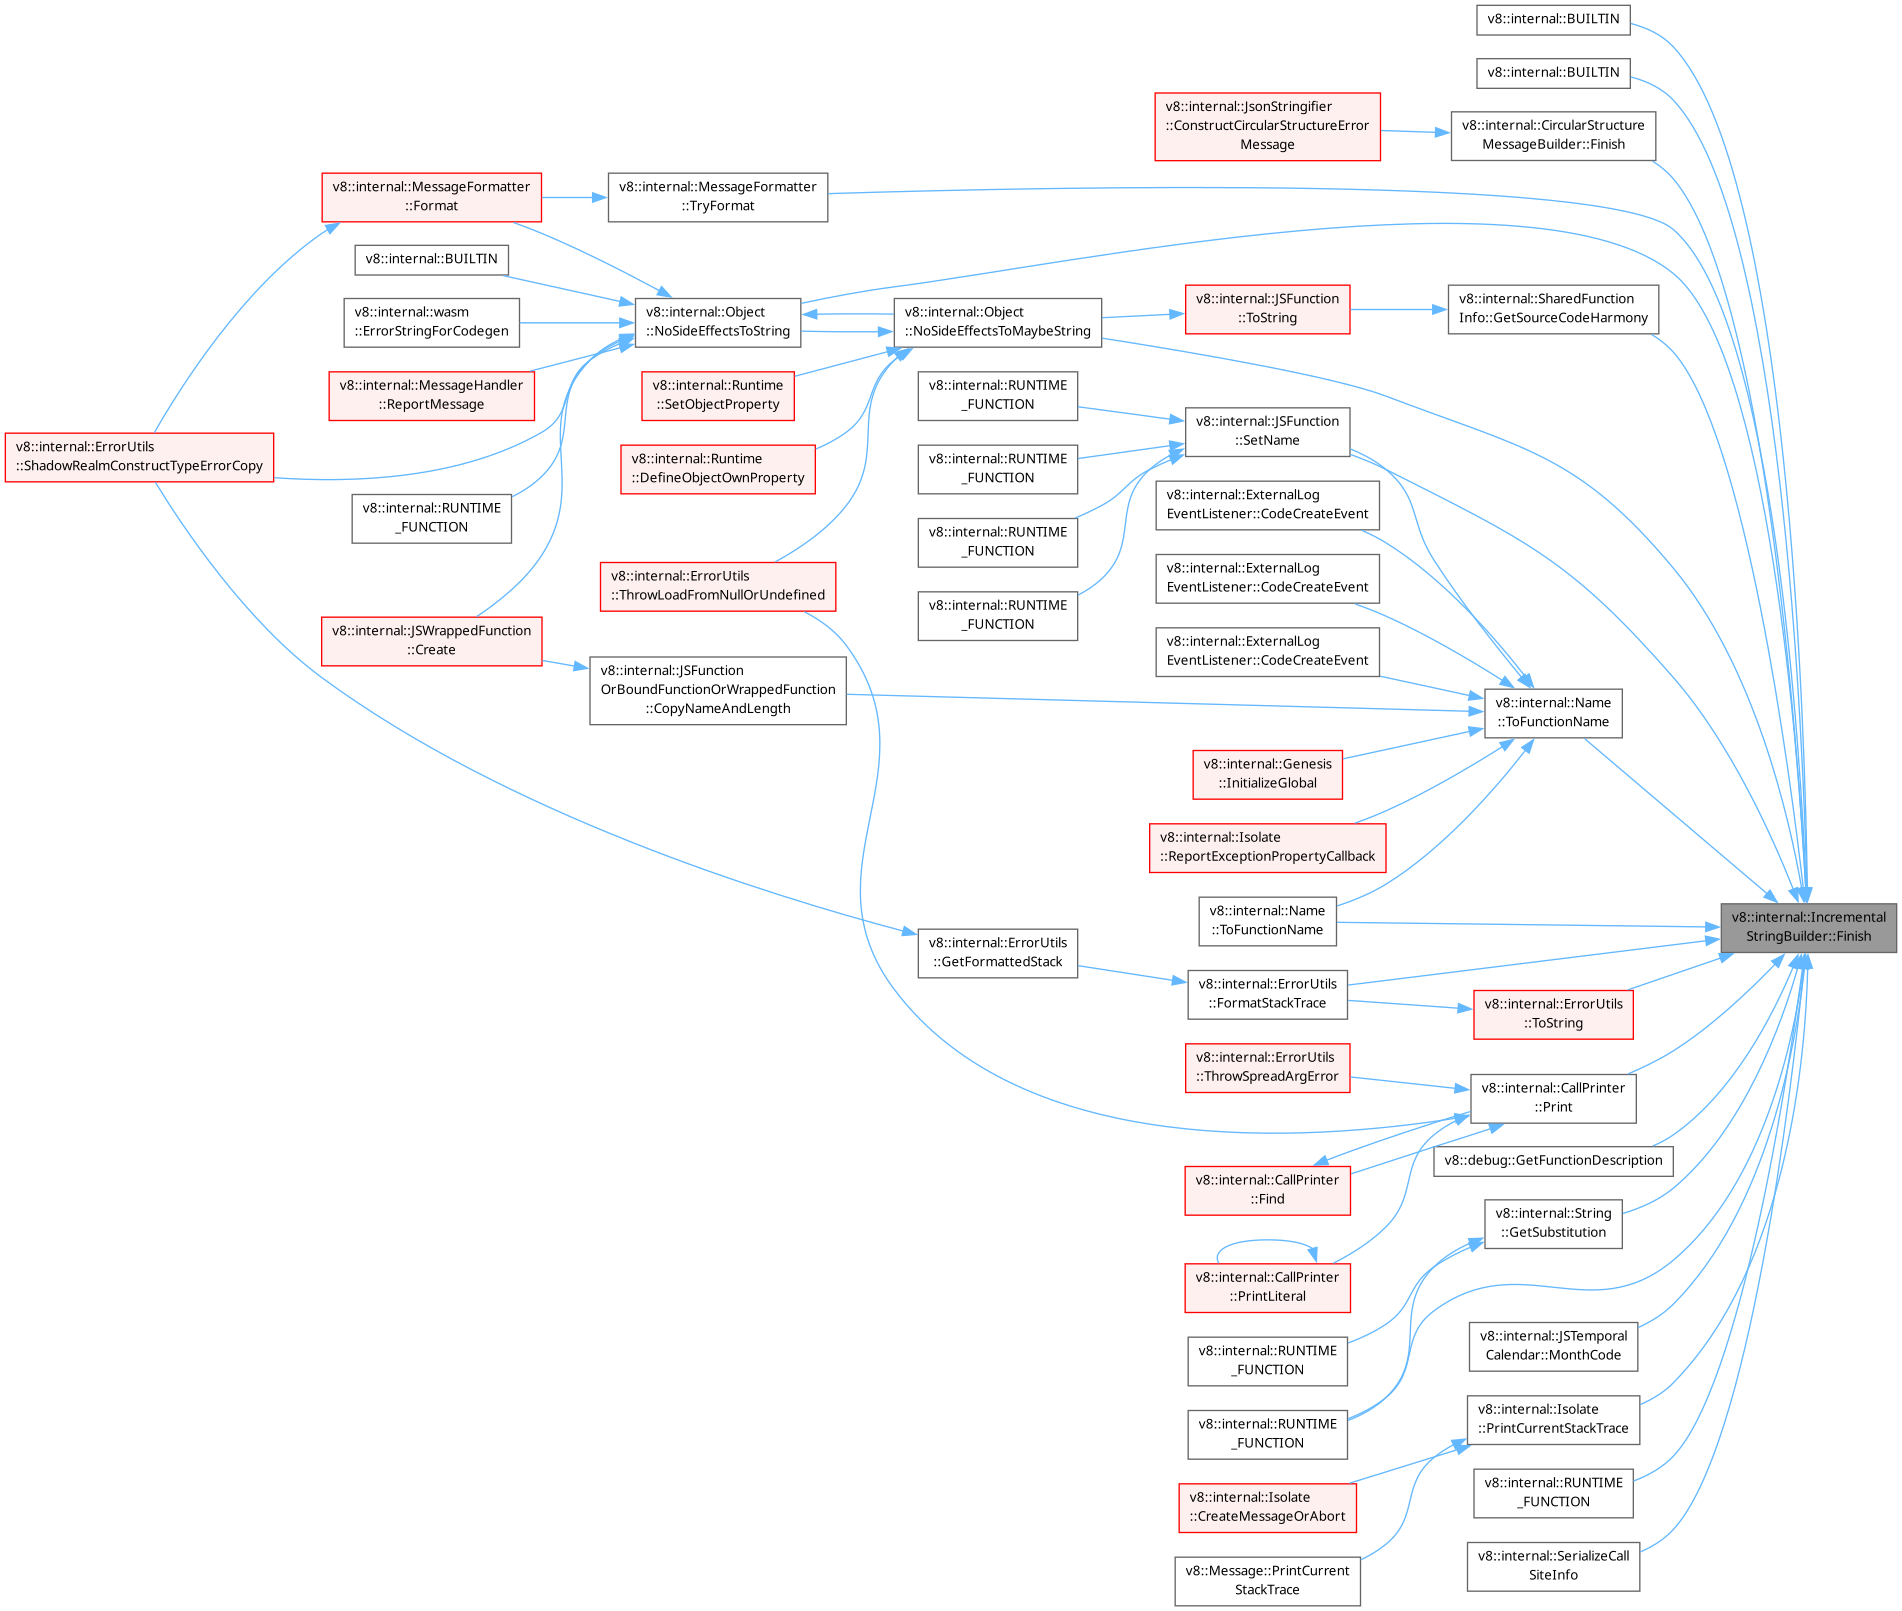 v8::internal::BUILTIN
v8::internal::BUILTIN
v8::internal::JsonStringifier
::ConstructCircularStructureError
Message
v8::internal::CircularStructure
MessageBuilder::Finish
v8::internal::MessageFormatter
::Format
v8::internal::MessageFormatter
::TryFormat
v8::internal::BUILTIN
v8::internal::wasm
::ErrorStringForCodegen
v8::internal::Object
::NoSideEffectsToString
v8::internal::Object
::NoSideEffectsToMaybeString
v8::internal::JSFunction
::ToString
v8::internal::SharedFunction
Info::GetSourceCodeHarmony
v8::internal::MessageHandler
::ReportMessage
v8::internal::Runtime
::SetObjectProperty
v8::internal::RUNTIME
_FUNCTION
v8::internal::JSFunction
::SetName
v8::internal::ErrorUtils
::ShadowRealmConstructTypeErrorCopy
v8::internal::Runtime
::DefineObjectOwnProperty
v8::internal::RUNTIME
_FUNCTION
v8::internal::ExternalLog
EventListener::CodeCreateEvent
v8::internal::RUNTIME
_FUNCTION
v8::internal::RUNTIME
_FUNCTION
v8::internal::ErrorUtils
::ThrowLoadFromNullOrUndefined
v8::internal::RUNTIME
_FUNCTION
v8::internal::ExternalLog
EventListener::CodeCreateEvent
v8::internal::JSWrappedFunction
::Create
v8::internal::JSFunction
OrBoundFunctionOrWrappedFunction
::CopyNameAndLength
v8::internal::ExternalLog
EventListener::CodeCreateEvent
v8::internal::Name
::ToFunctionName
v8::internal::Genesis
::InitializeGlobal
v8::internal::Isolate
::ReportExceptionPropertyCallback
v8::internal::Name
::ToFunctionName
v8::internal::Incremental
StringBuilder::Finish
v8::internal::ErrorUtils
::GetFormattedStack
v8::internal::ErrorUtils
::FormatStackTrace
v8::internal::ErrorUtils
::ToString
v8::internal::ErrorUtils
::ThrowSpreadArgError
v8::internal::CallPrinter
::Print
v8::debug::GetFunctionDescription
v8::internal::CallPrinter
::Find
v8::internal::String
::GetSubstitution
v8::internal::CallPrinter
::PrintLiteral
v8::internal::RUNTIME
_FUNCTION
v8::internal::JSTemporal
Calendar::MonthCode
v8::internal::RUNTIME
_FUNCTION
v8::internal::Isolate
::PrintCurrentStackTrace
v8::internal::Isolate
::CreateMessageOrAbort
v8::internal::RUNTIME
_FUNCTION
v8::Message::PrintCurrent
StackTrace
v8::internal::SerializeCall
SiteInfo